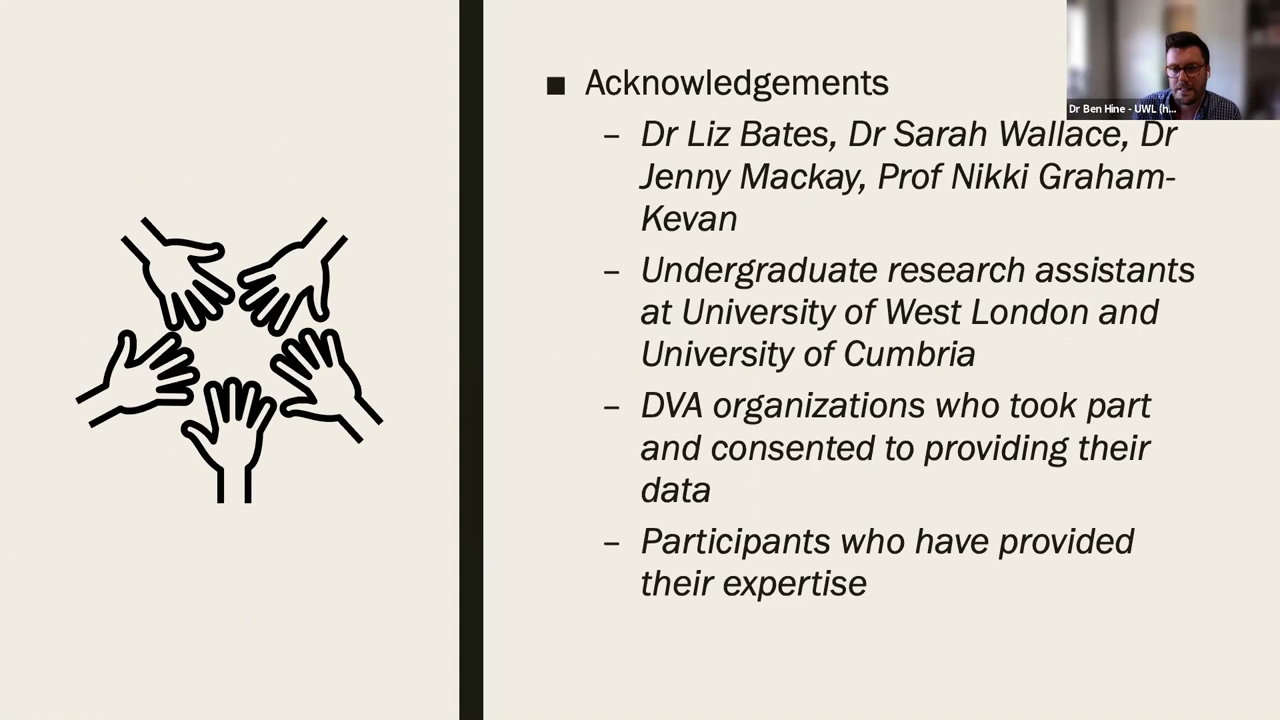 Dr Ben Hine - UWL (h...
■ Acknowledgements
– Dr Liz Bates, Dr Sarah Wallace, Dr
Jenny Mackay, Prof Nikki Graham-
Kevan
– Undergraduate research assistants
at University of West London and
University of Cumbria
– DVA organizations who took part
and consented to providing their
data
– Participants who have provided
their expertise